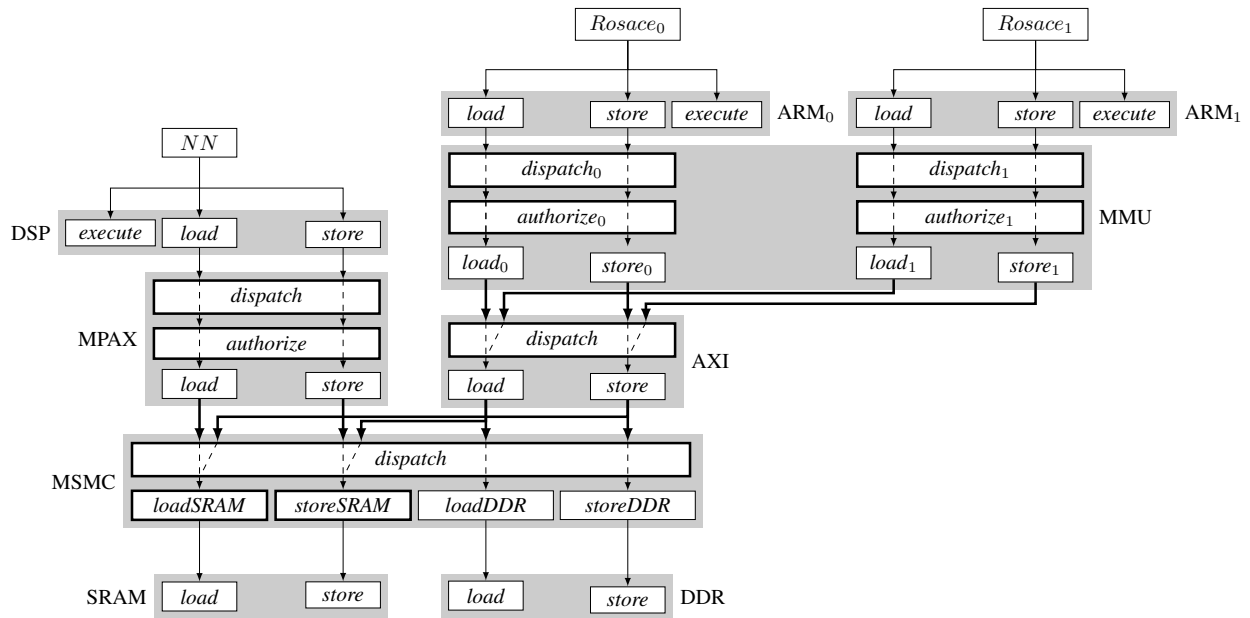 Rosace₀ Rosace₁
load store execute ARM₀ load store execute ARM₁
NN
dispatch₀ dispatch₁
authorize₀ authorize₁ MMU
DSP execute load store
load₀ store₀ load₁ store₁
dispatch
MPAX authorize dispatch AXI
load store load store
dispatch
MSMC
loadSRAM storeSRAM loadDDR storeDDR
SRAM load store load store DDR